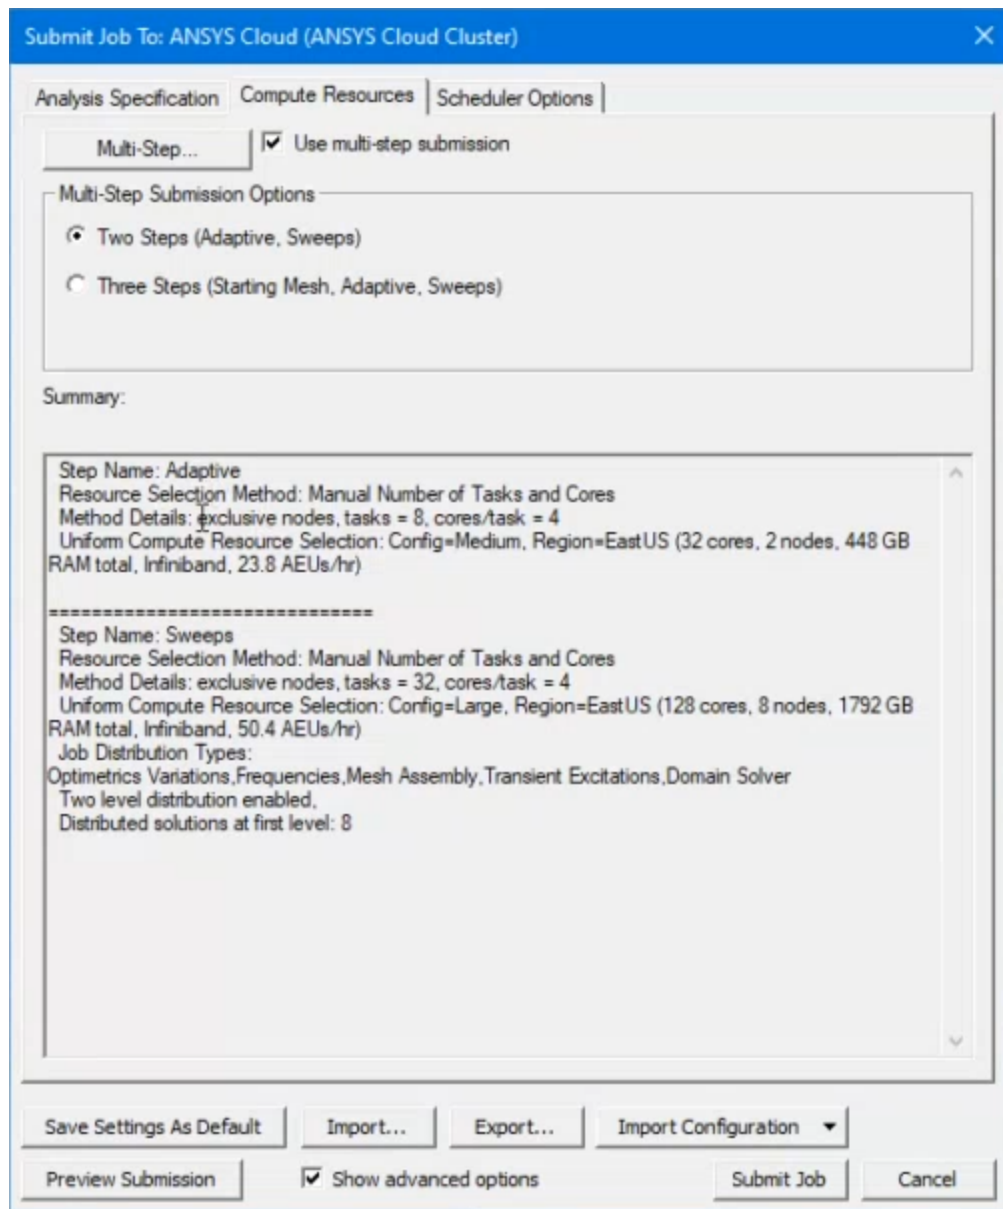 Submit Job To: ANSYS Cloud (ANSYS Cloud Cluster)
Analysis Specification
Compute Resources
Scheduler Options
Multi-Step...
Use multi-step submission
Multi-Step Submission Options
Two Steps (Adaptive, Sweeps)
Three Steps (Starting Mesh, Adaptive, Sweeps)
Summary:
Step Name: Adaptive
Resource Selection Method: Manual Number of Tasks and Cores
Method Details: exclusive nodes, tasks = 8, cores/task = 4
Uniform Compute Resource Selection: Config=Medium, Region=EastUS (32 cores, 2 nodes, 448 GB
RAM total, Infiniband, 23.8 AEUs/hr)
==============================
Step Name: Sweeps
Resource Selection Method: Manual Number of Tasks and Cores
Method Details: exclusive nodes, tasks = 32, cores/task = 4
Uniform Compute Resource Selection: Config=Large, Region=EastUS (128 cores, 8 nodes, 1792 GB
RAM total, Infiniband, 50.4 AEUs/hr)
Job Distribution Types:
Optimetrics Variations,Frequencies,Mesh Assembly,Transient Excitations,Domain Solver
Two level distribution enabled,
Distributed solutions at first level: 8
Save Settings As Default
Import...
Export...
Import Configuration
Preview Submission
Show advanced options
Submit Job
Cancel